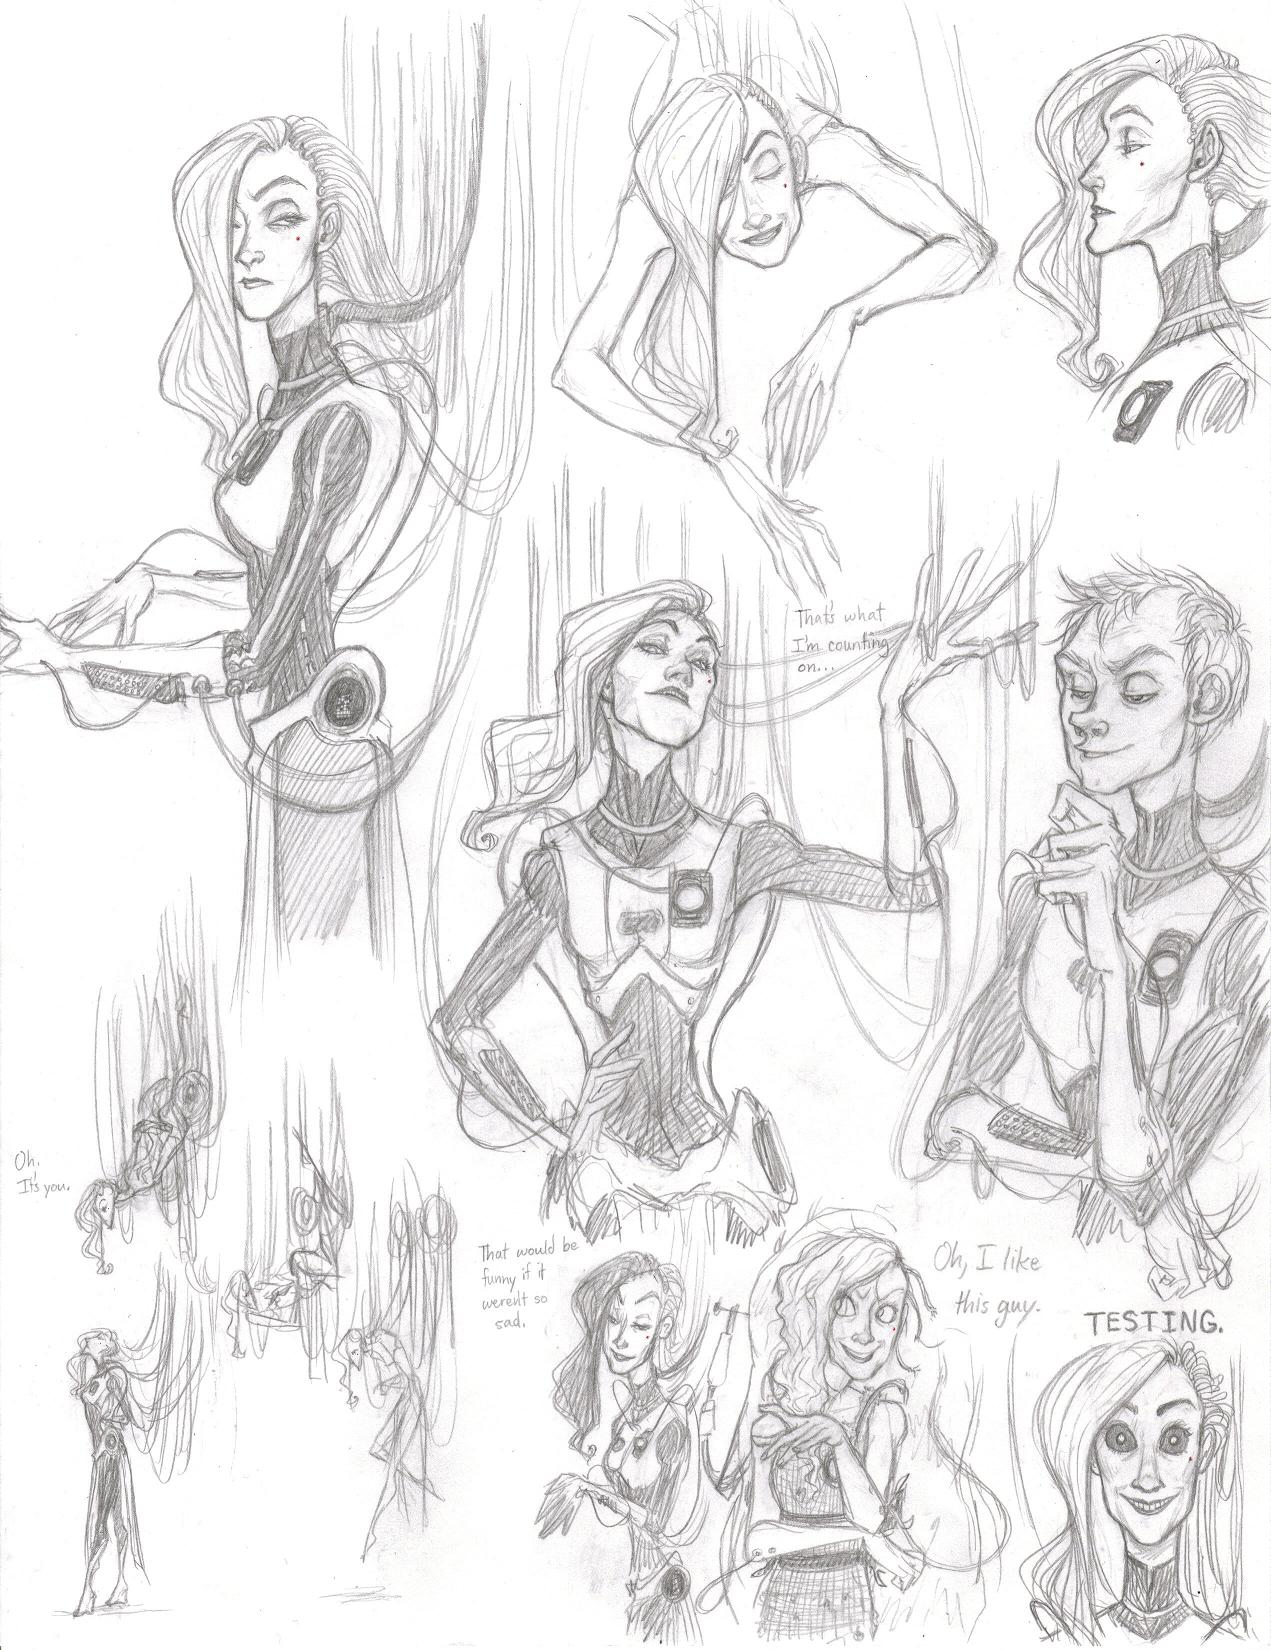 That's what
I'm counting
on...
Oh.
It's you.
That would be
funny if it
weren't so
sad.
Oh, I like
this guy.
TESTING.